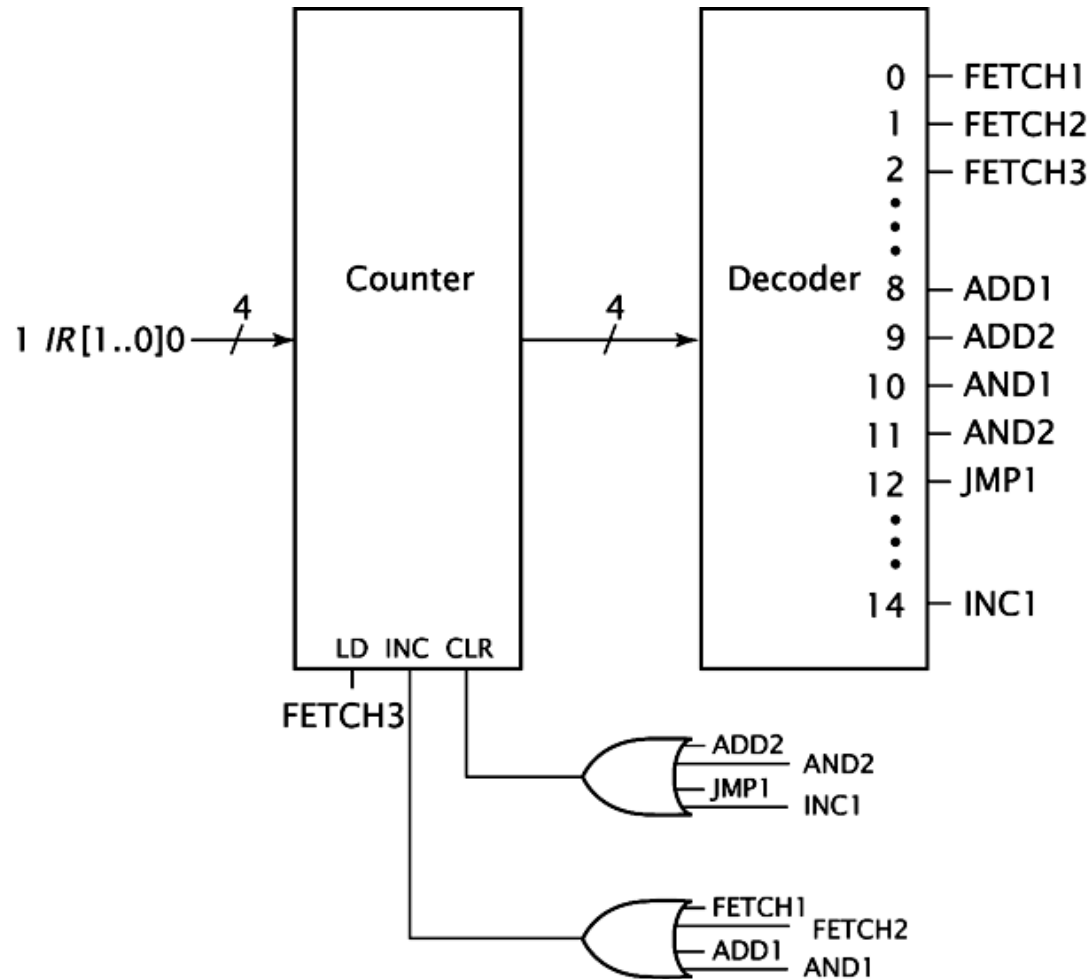 0 FETCH1
1 FETCH2
2 FETCH3
Counter
Decoder
8 ADD1
4
4
1 IR[1..0]0
9 ADD2
10 AND1
11 AND2
12 JMP1
14 INC1
LD INC CLR
FETCH3
ADD2
AND2
JMP1
INC1
FETCH1
FETCH2
ADD1
AND1